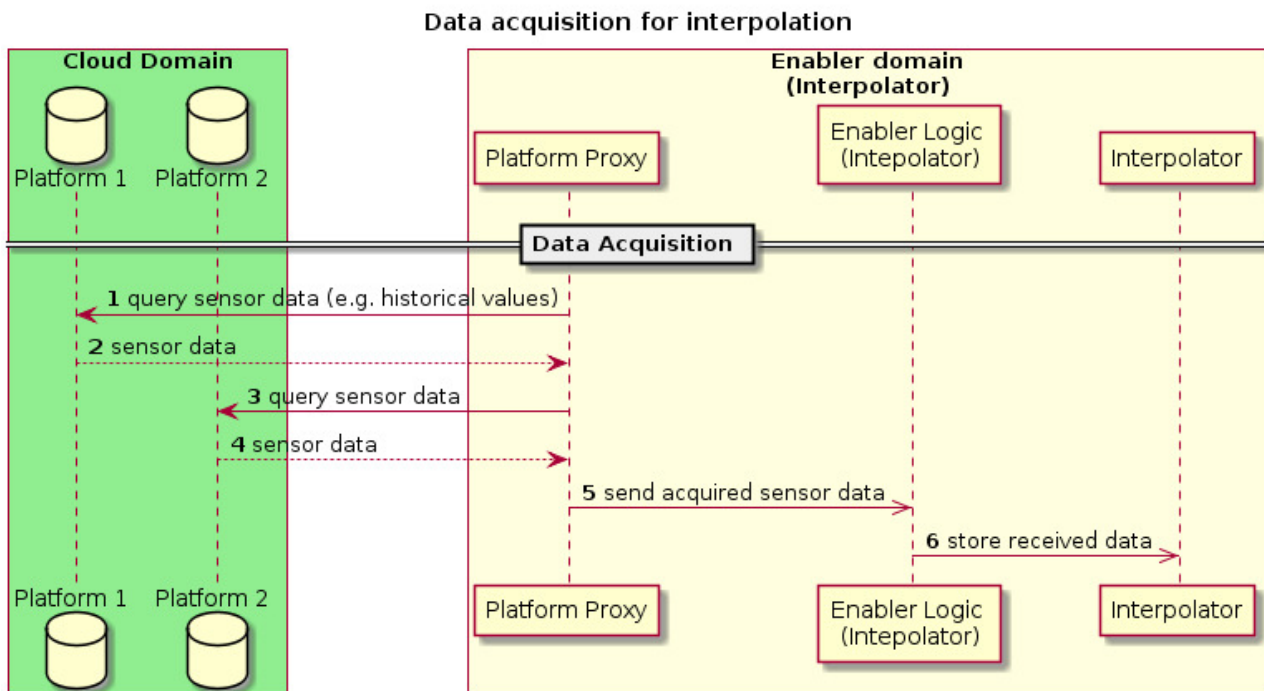 Data acquisition for interpolation
Cloud Domain
Enabler domain
(Interpolator)
Platform 1
Platform 2
Platform Proxy
Enabler Logic
(Intepolator)
Interpolator
Data Acquisition
1 query sensor data (e.g. historical values)
2 sensor data
3 query sensor data
4 sensor data
5 send acquired sensor data
6 store received data
Platform 1
Platform 2
Platform Proxy
Enabler Logic
(Intepolator)
Interpolator